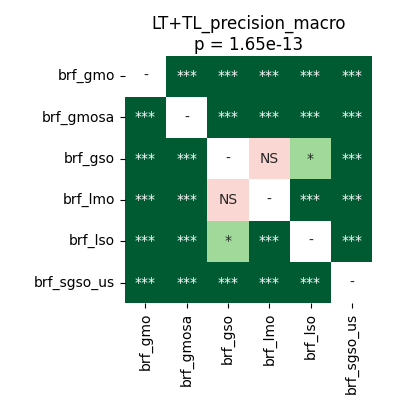 LT+TL_precision_macro
p = 1.65e-13
brf_gmo - *** *** *** *** ***
brf_gmosa *** - *** *** *** ***
brf_gso *** *** - NS * ***
brf_lmo *** *** NS - *** ***
brf_lso *** *** * *** - ***
brf_sgso_us *** *** *** *** *** -
brf_gmo
brf_gmosa
brf_gso
brf_lmo
brf_lso
brf_sgso_us